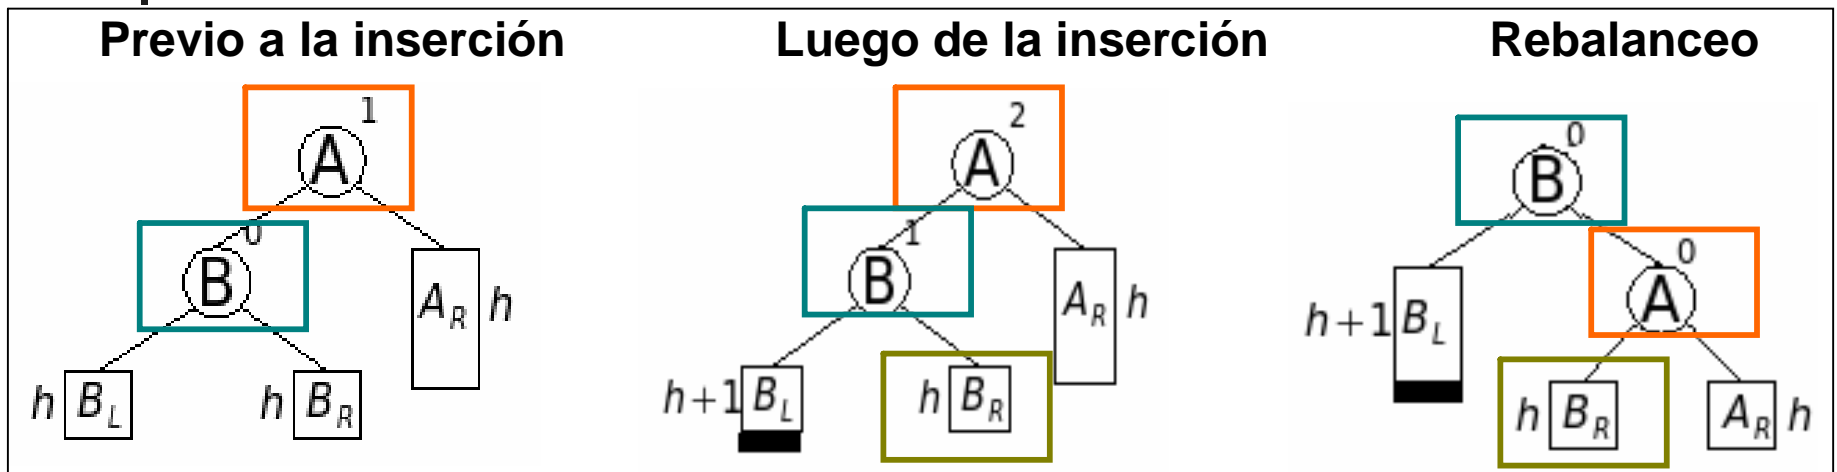 Previo a la inserción
Luego de la inserción
Rebalanceo
1
A
0
B
A_R h
h B_L
h B_R
2
A
1
B
A_R h
h+1 B_L
h B_R
0
B
0
A
h+1 B_L
h B_R
A_R h